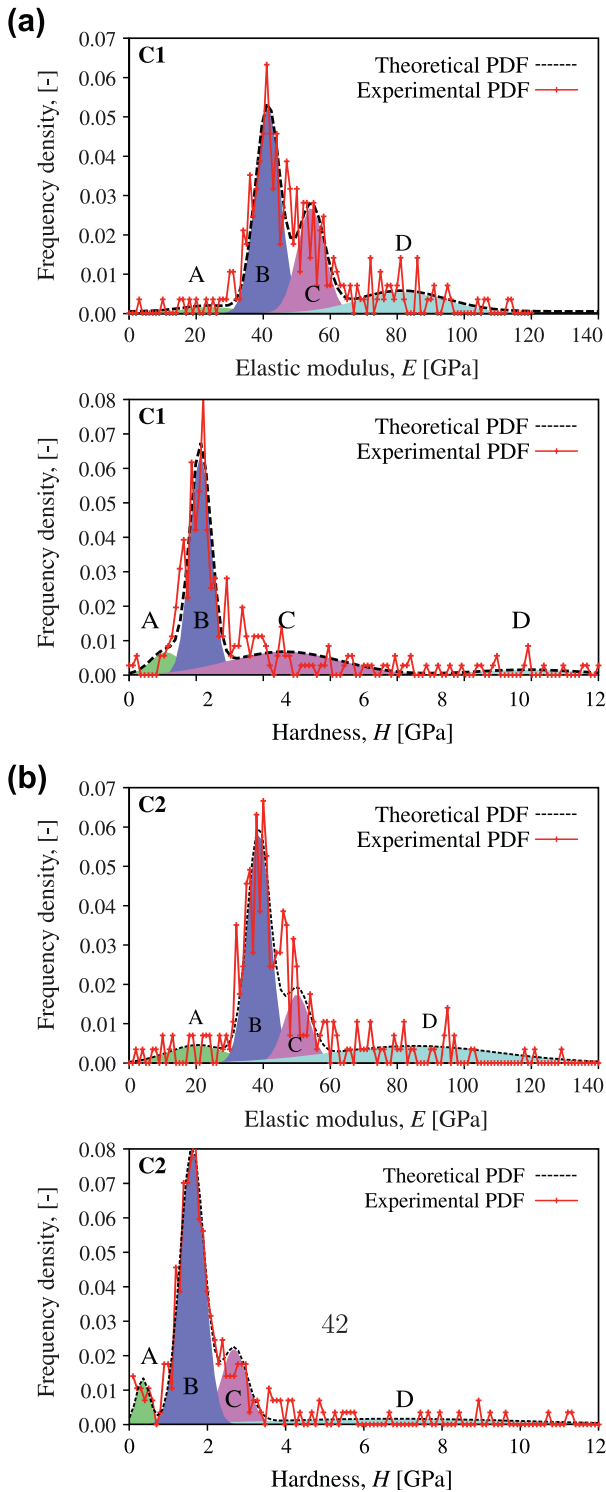 (a)
C1
Theoretical PDF
Experimental PDF
Frequency density, [-]
0.07
0.06
0.05
0.04
0.03
0.02
0.01
0.00
A
B
C
D
0 20 40 60 80 100 120 140
Elastic modulus, E [GPa]
C1
Theoretical PDF
Experimental PDF
Frequency density, [-]
0.08
0.07
0.06
0.05
0.04
0.03
0.02
0.01
0.00
A
B
C
D
0 2 4 6 8 10 12
Hardness, H [GPa]
(b)
C2
Theoretical PDF
Experimental PDF
Frequency density, [-]
0.07
0.06
0.05
0.04
0.03
0.02
0.01
0.00
A
B
C
D
0 20 40 60 80 100 120 140
Elastic modulus, E [GPa]
C2
Theoretical PDF
Experimental PDF
Frequency density, [-]
0.08
0.07
0.06
0.05
0.04
0.03
0.02
0.01
0.00
42
A
B
C
D
0 2 4 6 8 10 12
Hardness, H [GPa]